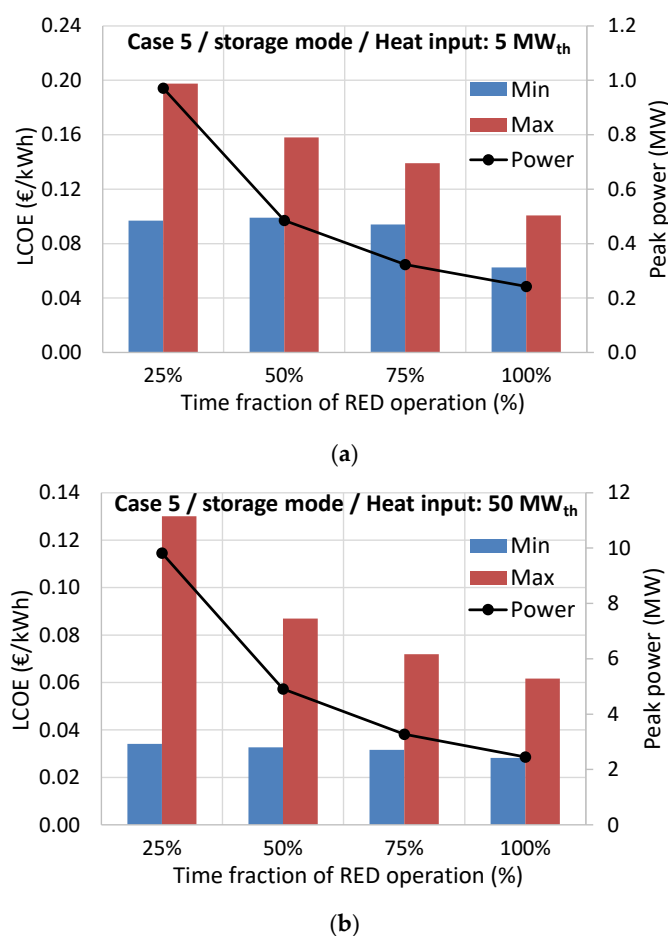 Case 5 / storage mode / Heat input: 5 MWth
0.24
0.20
0.16
0.12
0.08
0.04
0.00
LCOE (€/kWh)
1.2
1.0
0.8
0.6
0.4
0.2
0.0
Peak power (MW)
Min
Max
Power
25% 50% 75% 100%
Time fraction of RED operation (%)
(a)
Case 5 / storage mode / Heat input: 50 MWth
0.14
0.12
0.10
0.08
0.06
0.04
0.02
0.00
LCOE (€/kWh)
12
10
8
6
4
2
0
Peak power (MW)
Min
Max
Power
25% 50% 75% 100%
Time fraction of RED operation (%)
(b)